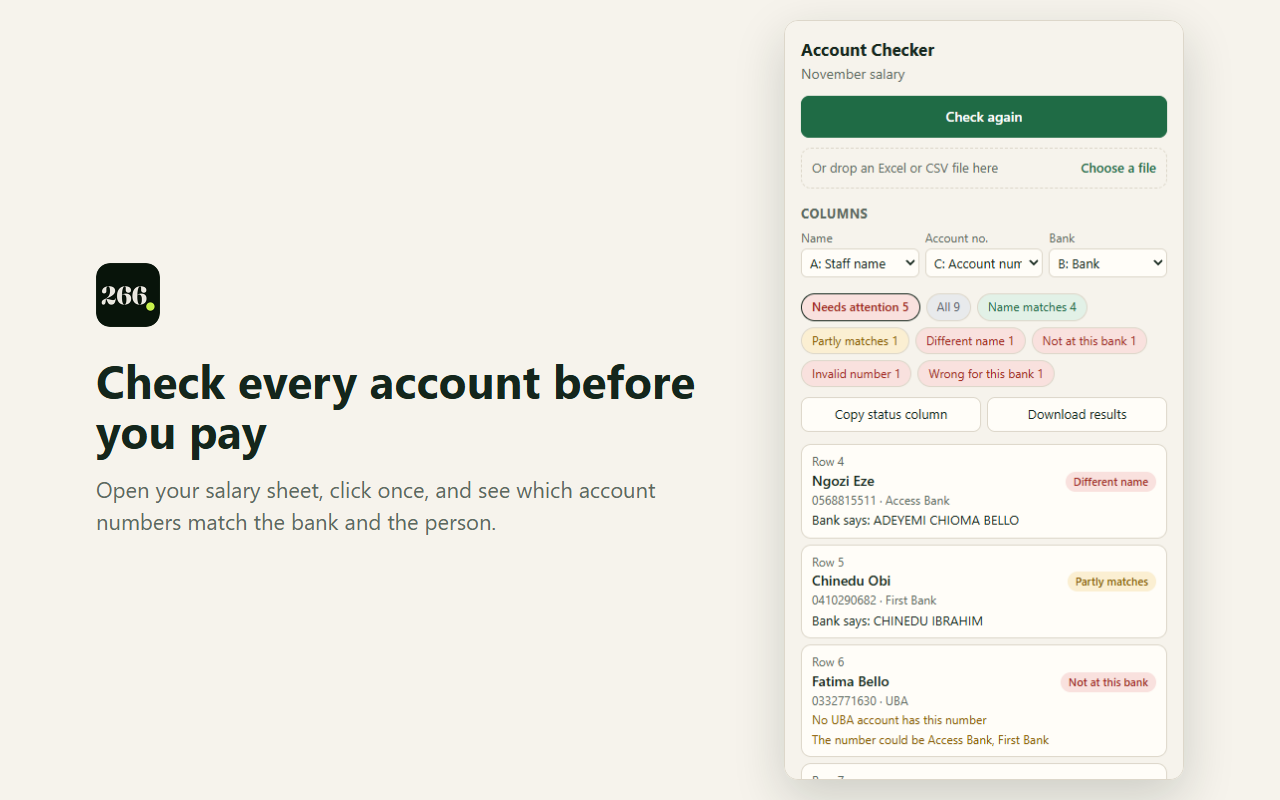 266.
Check every account before
you pay
Open your salary sheet, click once, and see which account
numbers match the bank and the person.
Account Checker
November salary
Check again
Or drop an Excel or CSV file here Choose a file
COLUMNS
Name Account no. Bank
A: Staff name C: Account num B: Bank
Needs attention 5 All 9 Name matches 4
Partly matches 1 Different name 1 Not at this bank 1
Invalid number 1 Wrong for this bank 1
Copy status column Download results
Row 4
Ngozi Eze Different name
0568815511 · Access Bank
Bank says: ADEYEMI CHIOMA BELLO
Row 5
Chinedu Obi Partly matches
0410290682 · First Bank
Bank says: CHINEDU IBRAHIM
Row 6
Fatima Bello Not at this bank
0332771630 · UBA
No UBA account has this number
The number could be Access Bank, First Bank